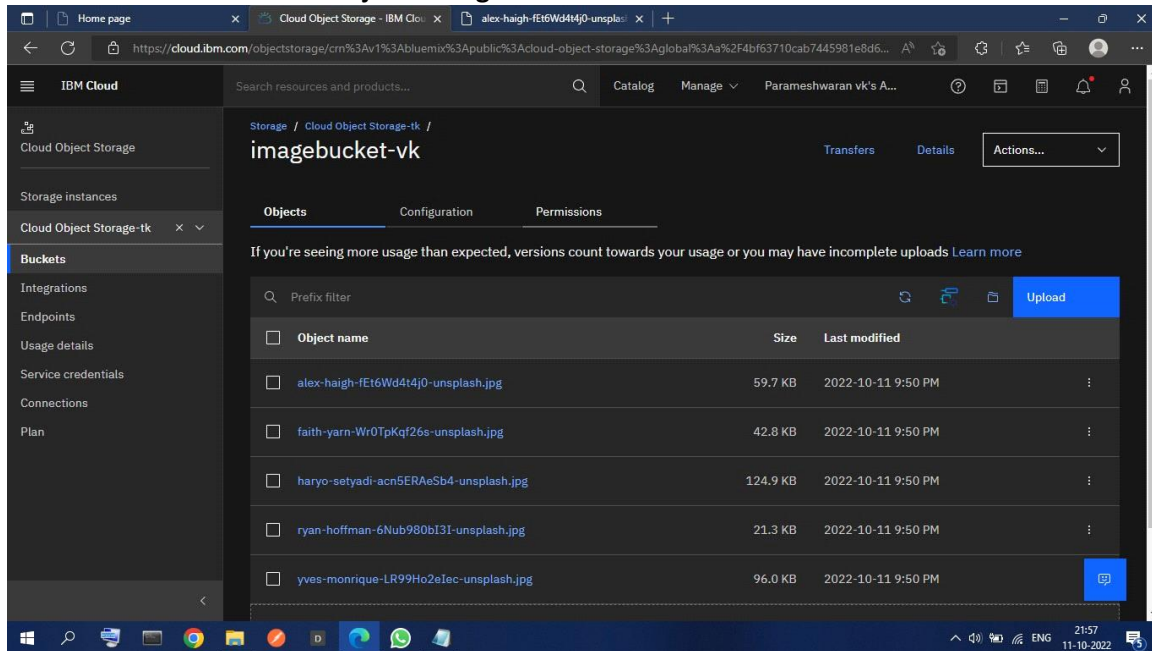 Home page
Cloud Object Storage - IBM Clou
alex-haigh-fEt6Wd4t4j0-unsplas
https://cloud.ibm.com/objectstorage/crn%3Av1%3Abluemix%3Apublic%3Acloud-object-storage%3Aglobal%3Aa%2F4bf63710cab7445981e8d6...
IBM Cloud
Search resources and products...
Catalog
Manage
Parameshwaran vk's A...
Cloud Object Storage
Storage / Cloud Object Storage-tk /
imagebucket-vk
Transfers
Details
Actions...
Storage instances
Cloud Object Storage-tk
Buckets
Integrations
Endpoints
Usage details
Service credentials
Connections
Plan
Objects
Configuration
Permissions
If you're seeing more usage than expected, versions count towards your usage or you may have incomplete uploads Learn more
Prefix filter
Upload
Object name Size Last modified
alex-haigh-fEt6Wd4t4j0-unsplash.jpg 59.7 KB 2022-10-11 9:50 PM
faith-yarn-Wr0TpKqf26s-unsplash.jpg 42.8 KB 2022-10-11 9:50 PM
haryo-setyadi-acn5ERAeSb4-unsplash.jpg 124.9 KB 2022-10-11 9:50 PM
ryan-hoffman-6Nub980bI3I-unsplash.jpg 21.3 KB 2022-10-11 9:50 PM
yves-monrique-LR99Ho2eIec-unsplash.jpg 96.0 KB 2022-10-11 9:50 PM
ENG
21:57
11-10-2022